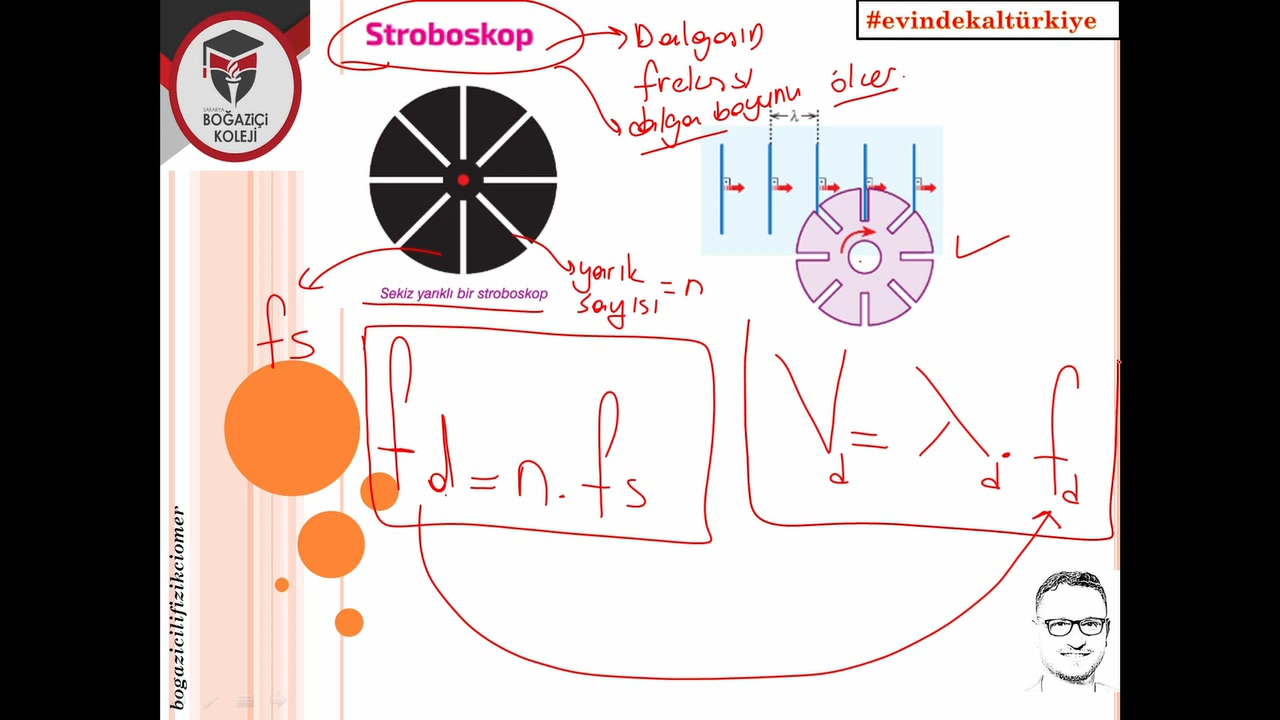 #evindekaltürkiye
Stroboskop
Dalganın
frekansı
dalga boyunu ölçer.
SAKARYA
BOĞAZİÇİ
KOLEJİ
λ
yarık
sayısı = n
Sekiz yarıklı bir stroboskop
fs
fd = n. fs
Vd = λd. fd
bogazicilifizikciomer